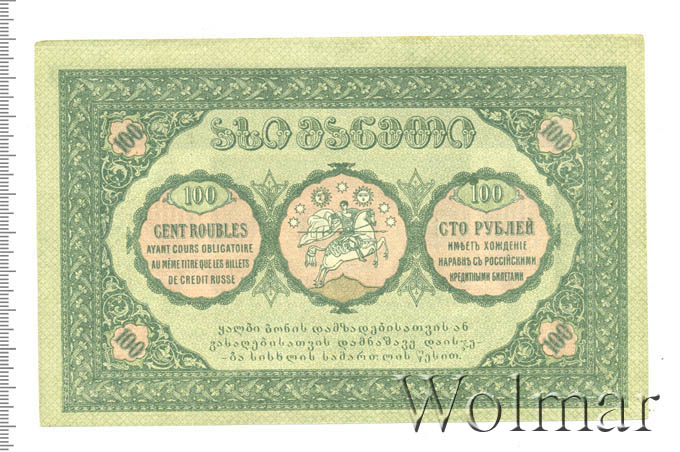 ასი მანეთი
100
100
100
CENT ROUBLES
AYANT COURS OBLIGATOIRE
AU MÊME TITRE QUE LES BILLETS
DE CREDIT RUSSE
100
СТО РУБЛЕЙ
ИМѢЕТЪ ХОЖДЕНІЕ
НАРАВНѢ СЪ РОССІЙСКИМИ
КРЕДИТНЫМИ БИЛЕТАМИ
ყალბი ბონის დამზადებისათვის ან
გასაღებისათვის დამნაშავე დაისჯე-
ბა სისხლის სამართლის წესით.
100
100
Wolmar